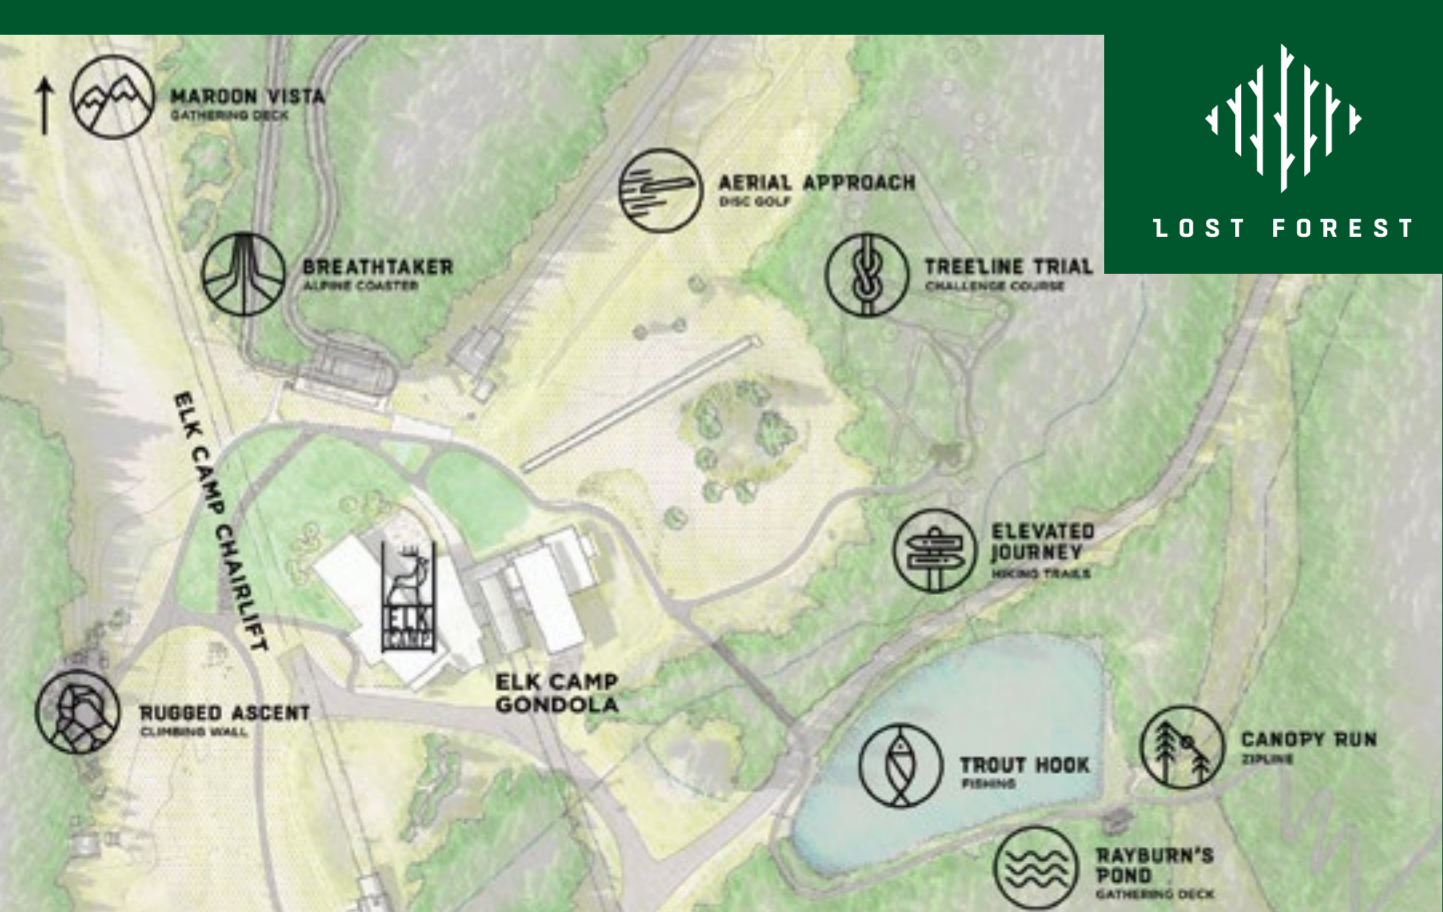 MAROON VISTA
GATHERING DECK
LOST FOREST
AERIAL APPROACH
DISC GOLF
BREATHTAKER
ALPINE COASTER
TREELINE TRIAL
CHALLENGE COURSE
ELK CAMP CHAIRLIFT
ELEVATED
JOURNEY
HIKING TRAILS
ELK
CAMP
ELK CAMP
GONDOLA
RUGGED ASCENT
CLIMBING WALL
TROUT HOOK
FISHING
CANOPY RUN
ZIPLINE
RAYBURN'S
POND
GATHERING DECK